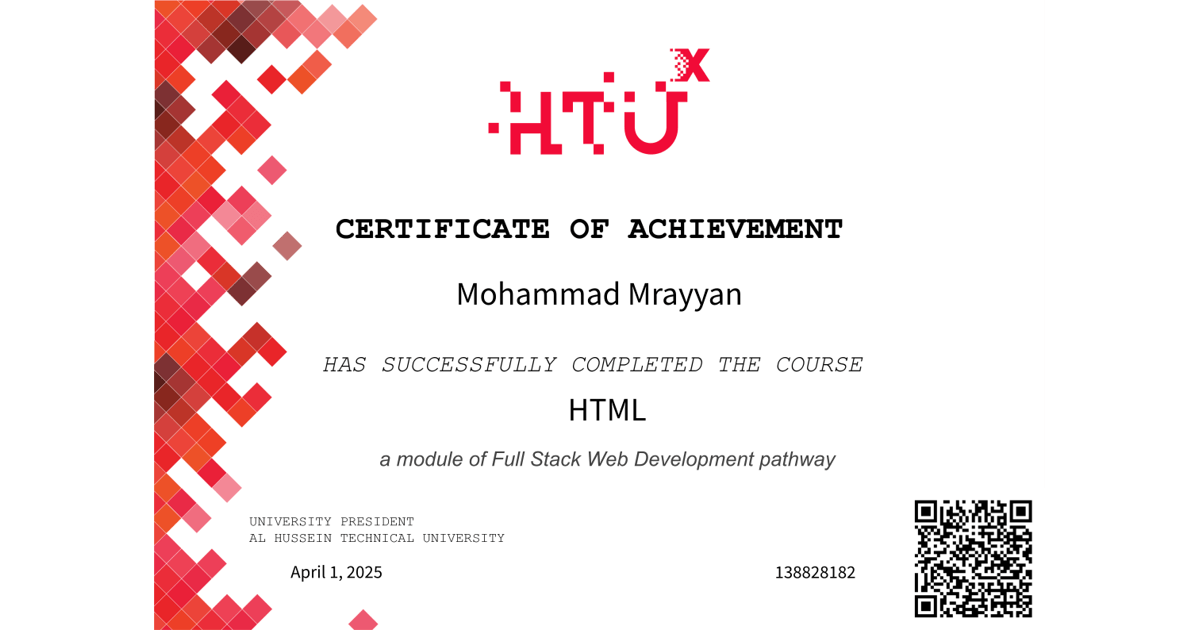 HTU X
CERTIFICATE OF ACHIEVEMENT
Mohammad Mrayyan
HAS SUCCESSFULLY COMPLETED THE COURSE
HTML
a module of Full Stack Web Development pathway
UNIVERSITY PRESIDENT
AL HUSSEIN TECHNICAL UNIVERSITY
April 1, 2025
138828182